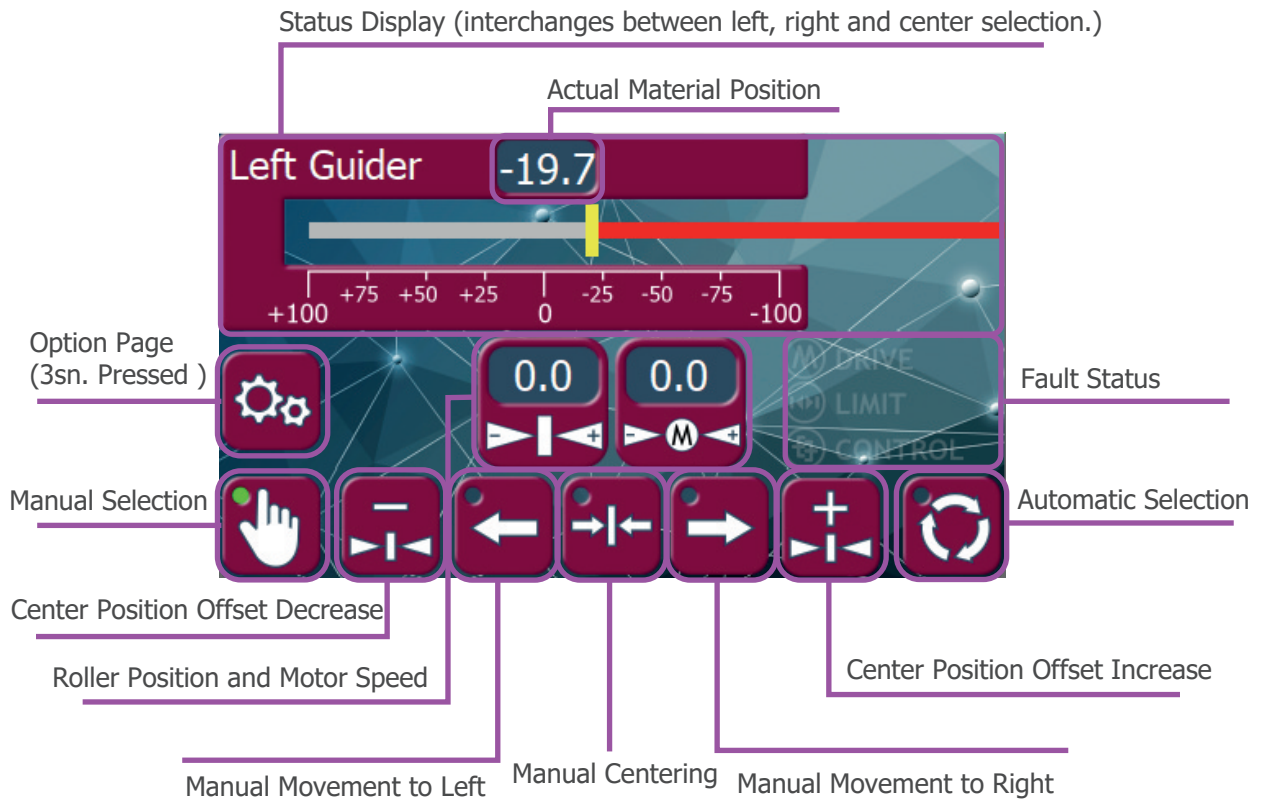 Status Display (interchanges between left, right and center selection.)
Actual Material Position
Left Guider -19.7
+75 +50 +25 -25 -50 -75
+100 0 -100
Option Page
(3sn. Pressed )
0.0 0.0
- + - M +
M DRIVE
LIMIT
CONTROL
Fault Status
Manual Selection
Automatic Selection
Center Position Offset Decrease
Roller Position and Motor Speed
Center Position Offset Increase
Manual Movement to Left
Manual Centering
Manual Movement to Right